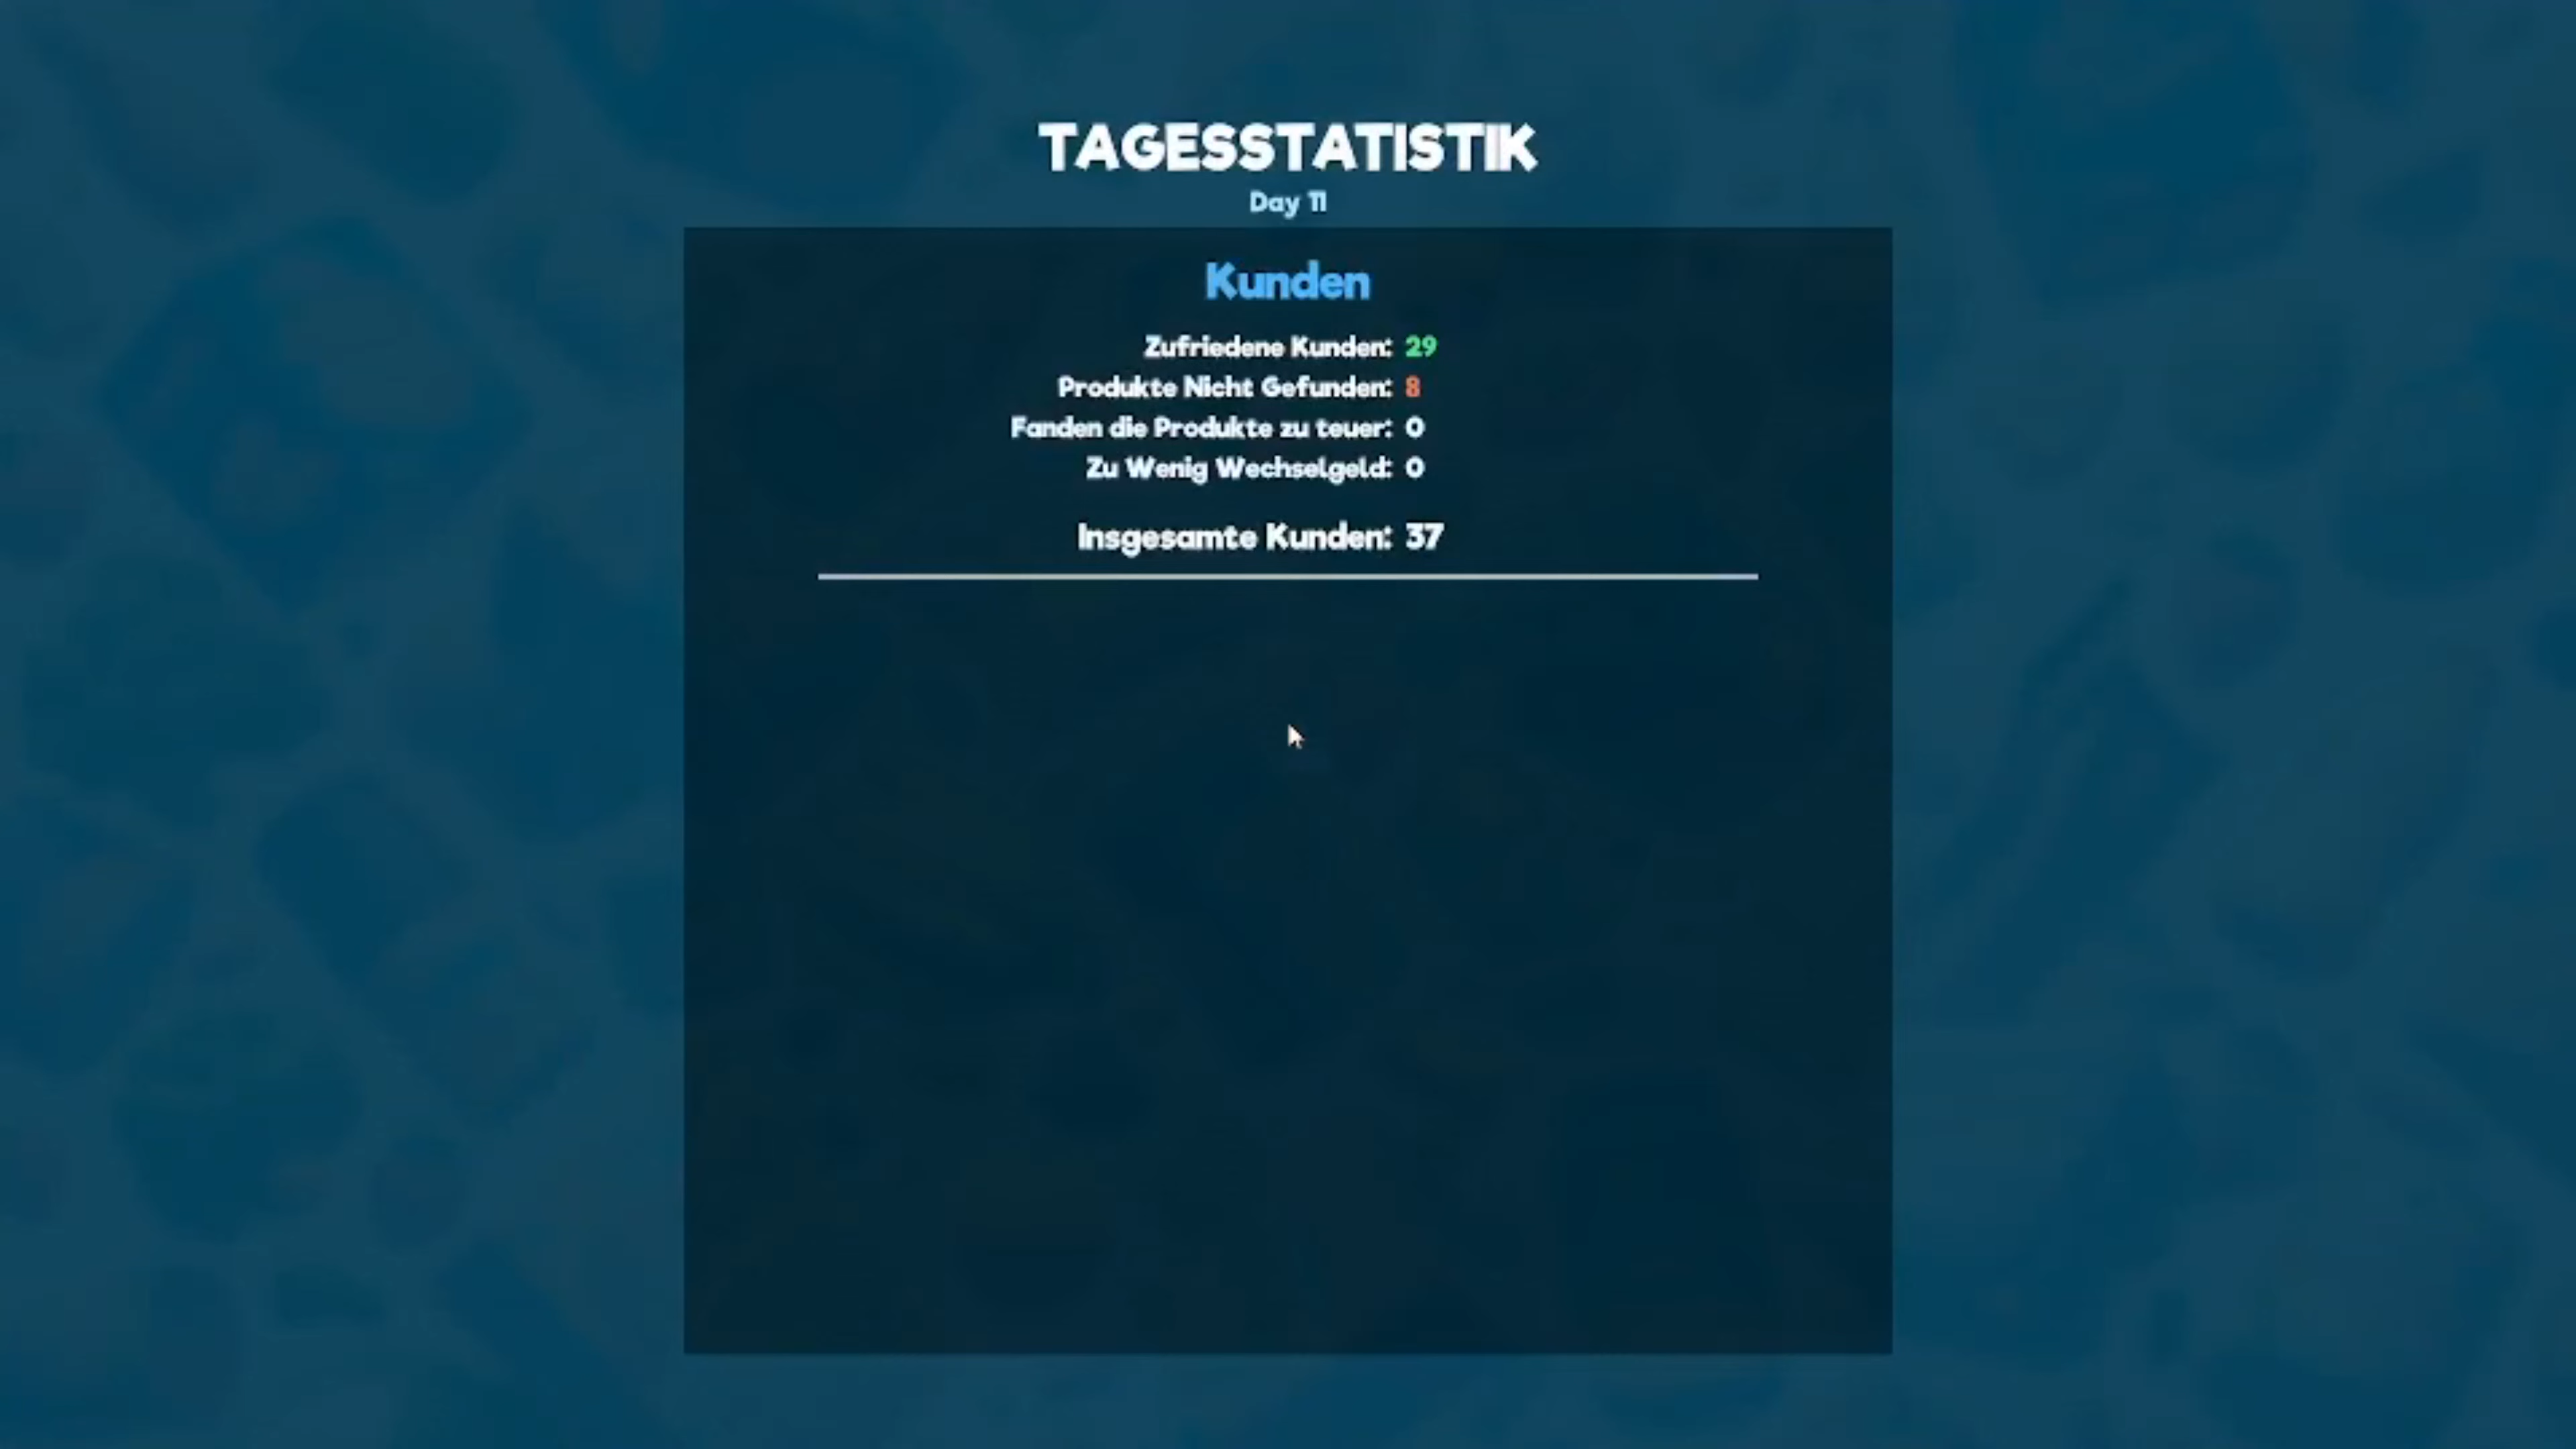 TAGESSTATISTIK
Day 11
Kunden
Zufriedene Kunden: 29
Produkte Nicht Gefunden: 8
Fanden die Produkte zu teuer: 0
Zu Wenig Wechselgeld: 0
Insgesamte Kunden: 37